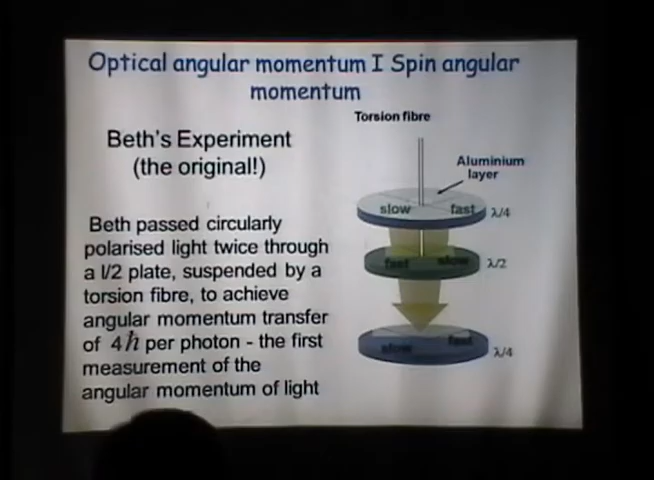 Optical angular momentum I Spin angular
momentum
Beth's Experiment
(the original!)
Beth passed circularly
polarised light twice through
a l/2 plate, suspended by a
torsion fibre, to achieve
angular momentum transfer
of 4ℏ per photon - the first
measurement of the
angular momentum of light
Torsion fibre
Aluminium
layer
slow fast λ/4
fast slow λ/2
slow fast λ/4